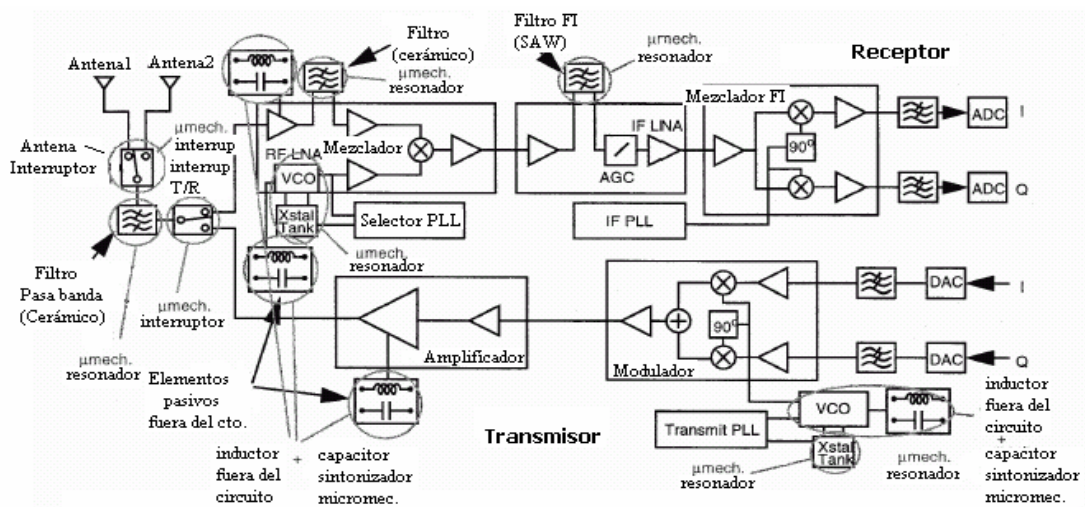 Filtro
(cerámico)
μmech.
resonador
Filtro FI
(SAW)
μmech.
resonador
Receptor
Antena1
Antena2
Antena
Interruptor
μmech.
interrup
interrup
T/R
Mezclador
RF LNA
VCO
Xstal
Tank
Selector PLL
μmech.
resonador
AGC
IF LNA
Mezclador FI
90º
IF PLL
ADC
I
ADC
Q
Filtro
Pasa banda
(Cerámico)
μmech.
interruptor
μmech.
resonador
Elementos
pasivos
fuera del cto.
Amplificador
Modulador
90º
DAC
I
DAC
Q
Transmisor
inductor
fuera del
circuito
+
capacitor
sintonizador
micromec.
Transmit PLL
VCO
Xstal
Tank
μmech.
resonador
μmech.
resonador
inductor
fuera del
circuito
+
capacitor
sintonizador
micromec.